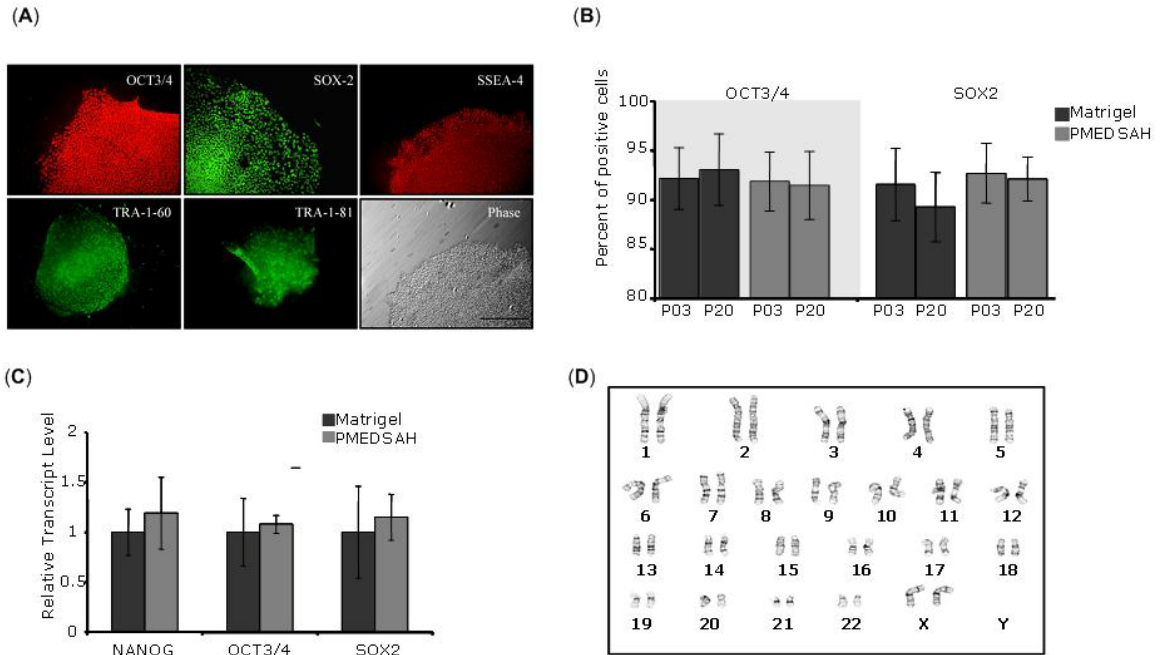 (A)
OCT3/4
SOX-2
SSEA-4
TRA-1-60
TRA-1-81
Phase
(B)
Percent of positive cells
100
95
90
85
80
OCT3/4
SOX2
Matrigel
PMEDSAH
P03 P20 P03 P20 P03 P20 P03 P20
(C)
Relative Transcript Level
2
1.5
1
0.5
0
Matrigel
PMEDSAH
NANOG OCT3/4 SOX2
(D)
1 2 3 4 5
6 7 8 9 10 11 12
13 14 15 16 17 18
19 20 21 22 X Y